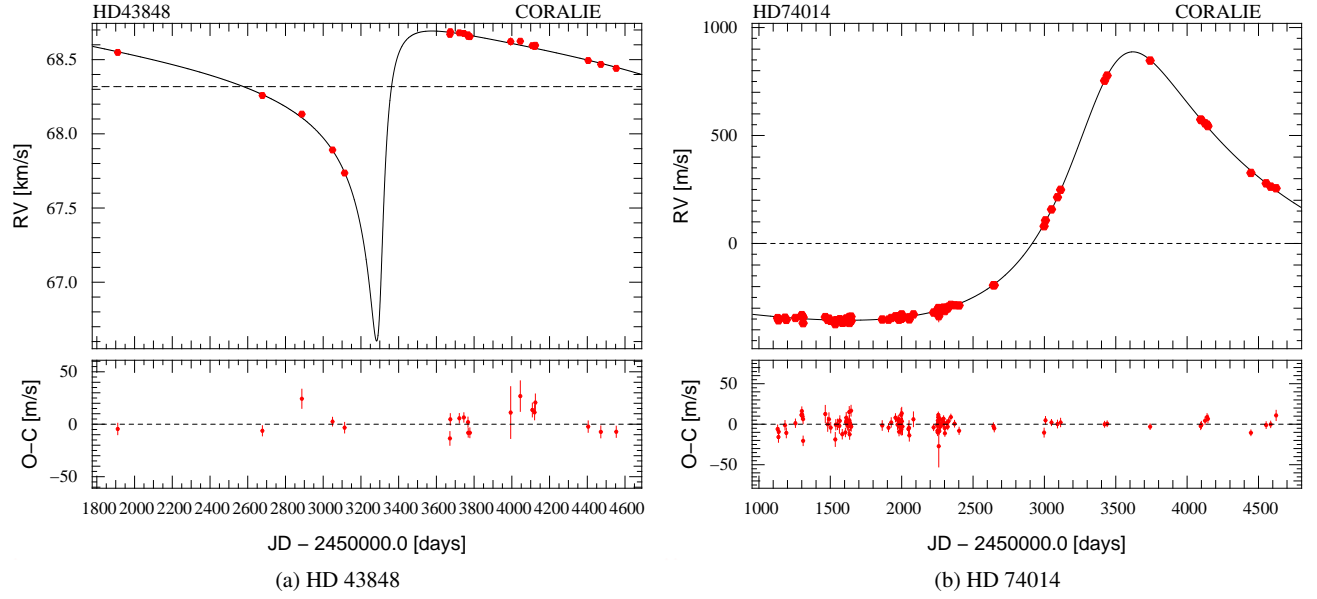 HD43848 CORALIE
68.5
68.0
67.5
67.0
RV [km/s]
50
0
−50
O−C [m/s]
1800 2000 2200 2400 2600 2800 3000 3200 3400 3600 3800 4000 4200 4400 4600
JD − 2450000.0 [days]
(a) HD 43848
HD74014 CORALIE
1000
500
0
RV [m/s]
50
0
−50
O−C [m/s]
1000 1500 2000 2500 3000 3500 4000 4500
JD − 2450000.0 [days]
(b) HD 74014